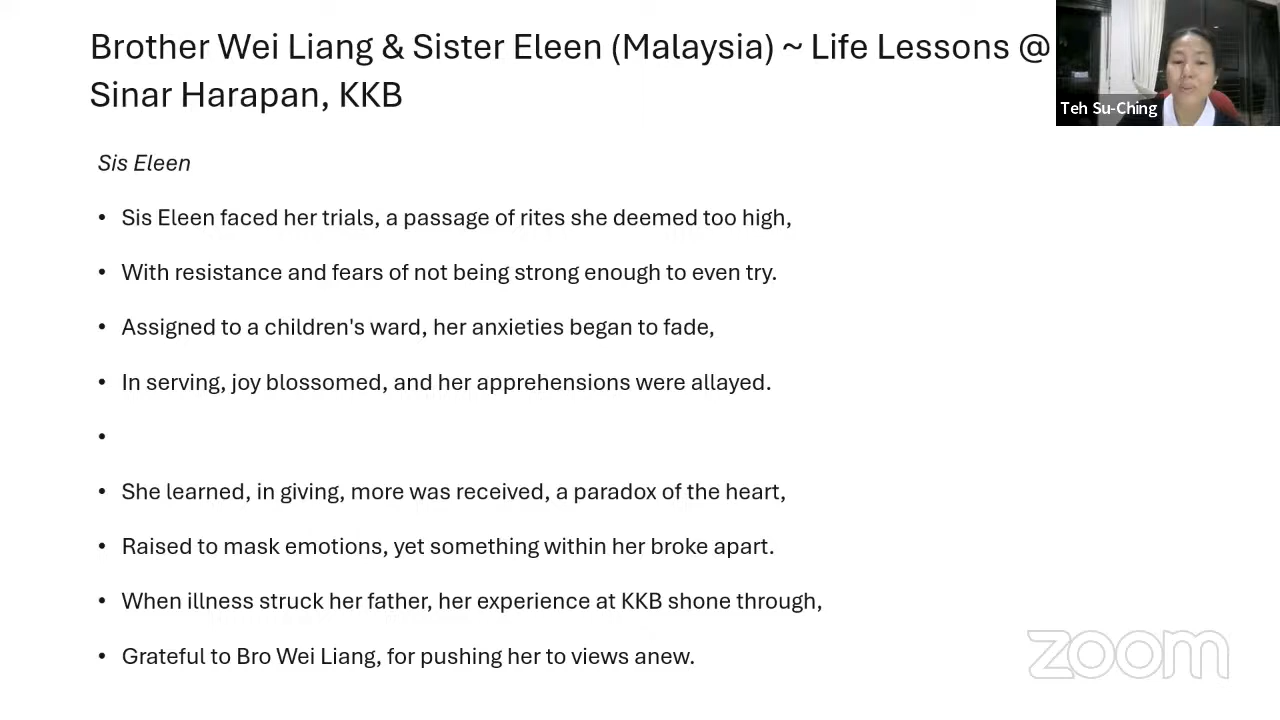 Brother Wei Liang & Sister Eleen (Malaysia) ~ Life Lessons @
Sinar Harapan, KKB
Teh Su-Ching
Sis Eleen
• Sis Eleen faced her trials, a passage of rites she deemed too high,
• With resistance and fears of not being strong enough to even try.
• Assigned to a children's ward, her anxieties began to fade,
• In serving, joy blossomed, and her apprehensions were allayed.
•
• She learned, in giving, more was received, a paradox of the heart,
• Raised to mask emotions, yet something within her broke apart.
• When illness struck her father, her experience at KKB shone through,
• Grateful to Bro Wei Liang, for pushing her to views anew.
zoom